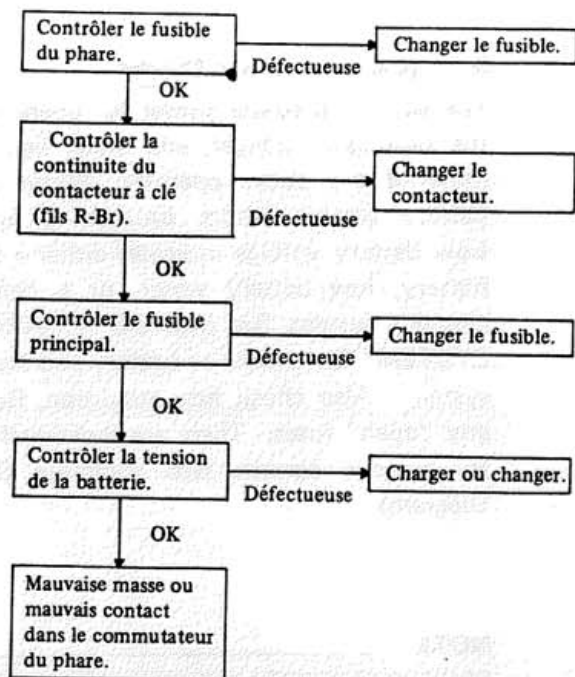 Contrôler le fusible
du phare.
Changer le fusible.
Défectueuse
OK
Contrôler la
continuite du
contacteur à clé
(fils R-Br).
Changer le
contacteur.
Défectueuse
OK
Contrôler le fusible
principal.
Changer le fusible.
Défectueuse
OK
Contrôler la tension
de la batterie.
Charger ou changer.
Défectueuse
OK
Mauvaise masse ou
mauvais contact
dans le commutateur
du phare.